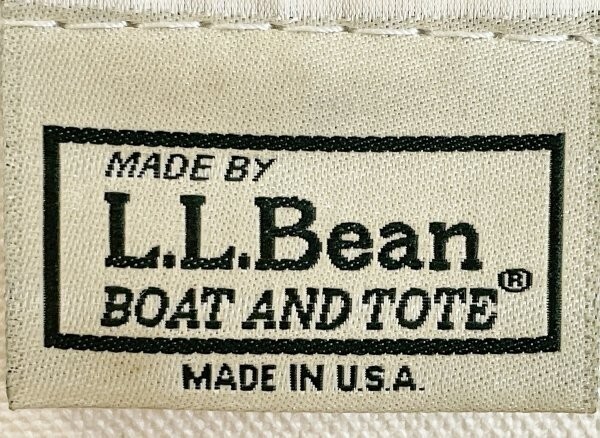 MADE BY
L.L.Bean
BOAT AND TOTE®
MADE IN U.S.A.